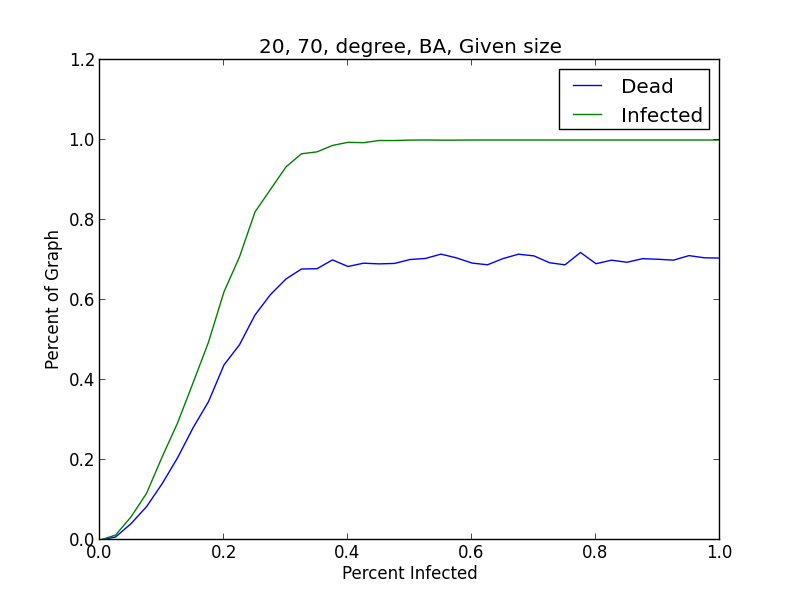 20, 70, degree, BA, Given size
Dead
Infected
Percent of Graph
1.2
1.0
0.8
0.6
0.4
0.2
0.0
0.0 0.2 0.4 0.6 0.8 1.0
Percent Infected